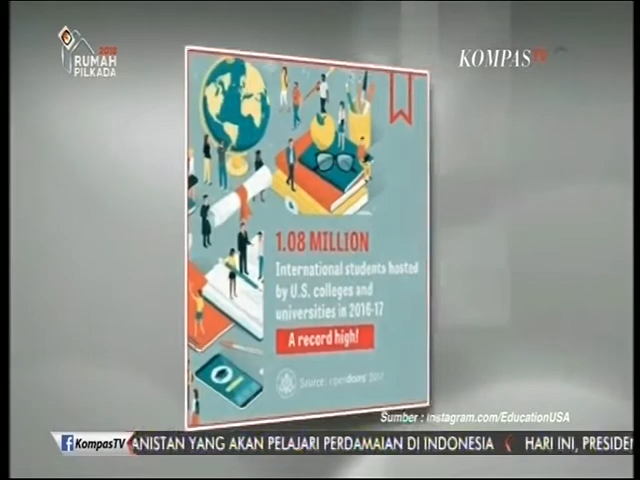 2018
RUMAH
PILKADA
KOMPASTV
1.08 MILLION
International students hosted
by U.S. colleges and
universities in 2016-17
A record high!
Source: opendoors 2017
Sumber : instagram.com/EducationUSA
KompasTV
ANISTAN YANG AKAN PELAJARI PERDAMAIAN DI INDONESIA
HARI INI, PRESIDEN